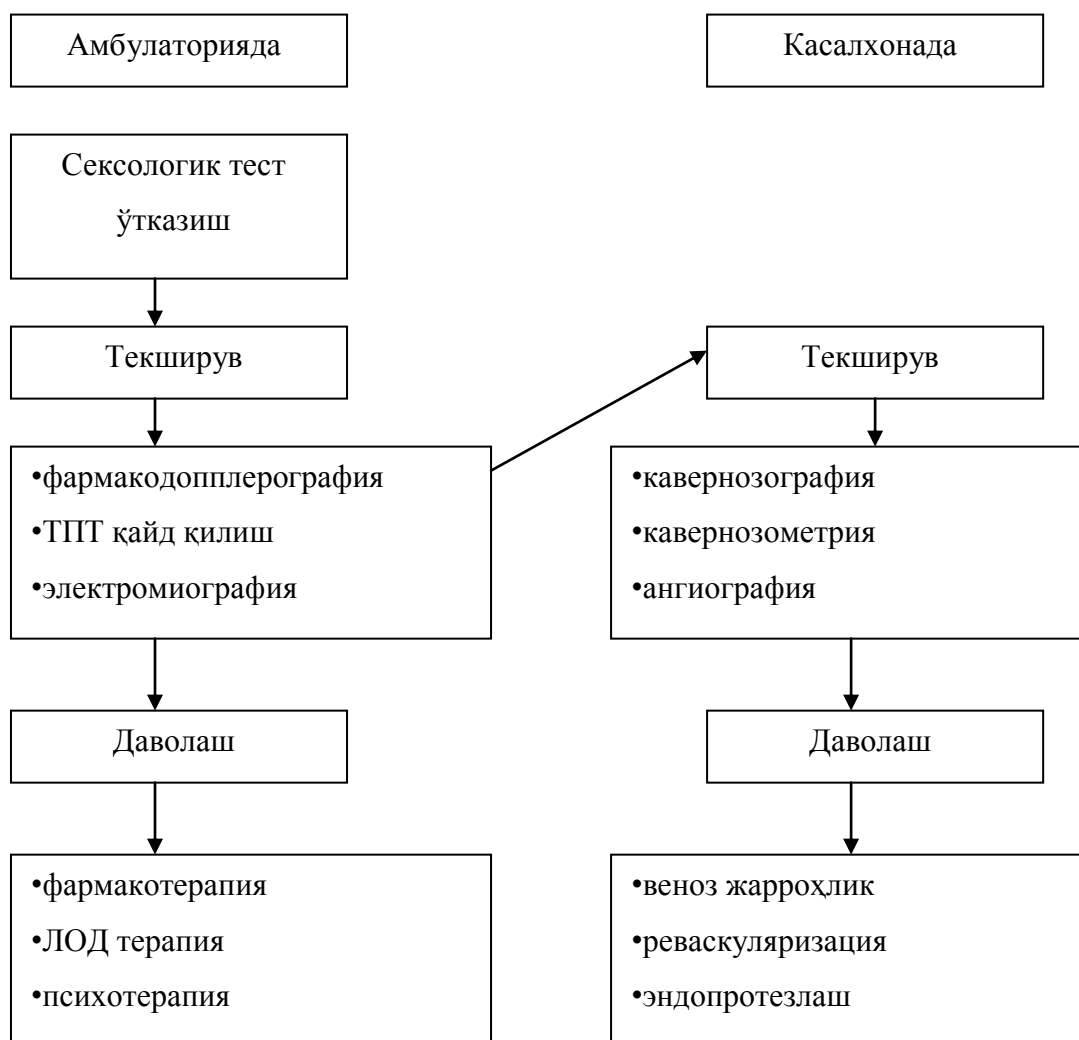 Амбулаторияда
Касалхонада
Сексологик тест
ўтказиш
Текширув
Текширув
•фармакодопплерография
•ТПТ қайд қилиш
•электромиография
•кавернозография
•кавернозометрия
•ангиография
Даволаш
Даволаш
•фармакотерапия
•ЛОД терапия
•психотерапия
•веноз жарроҳлик
•реваскуляризация
•эндопротезлаш